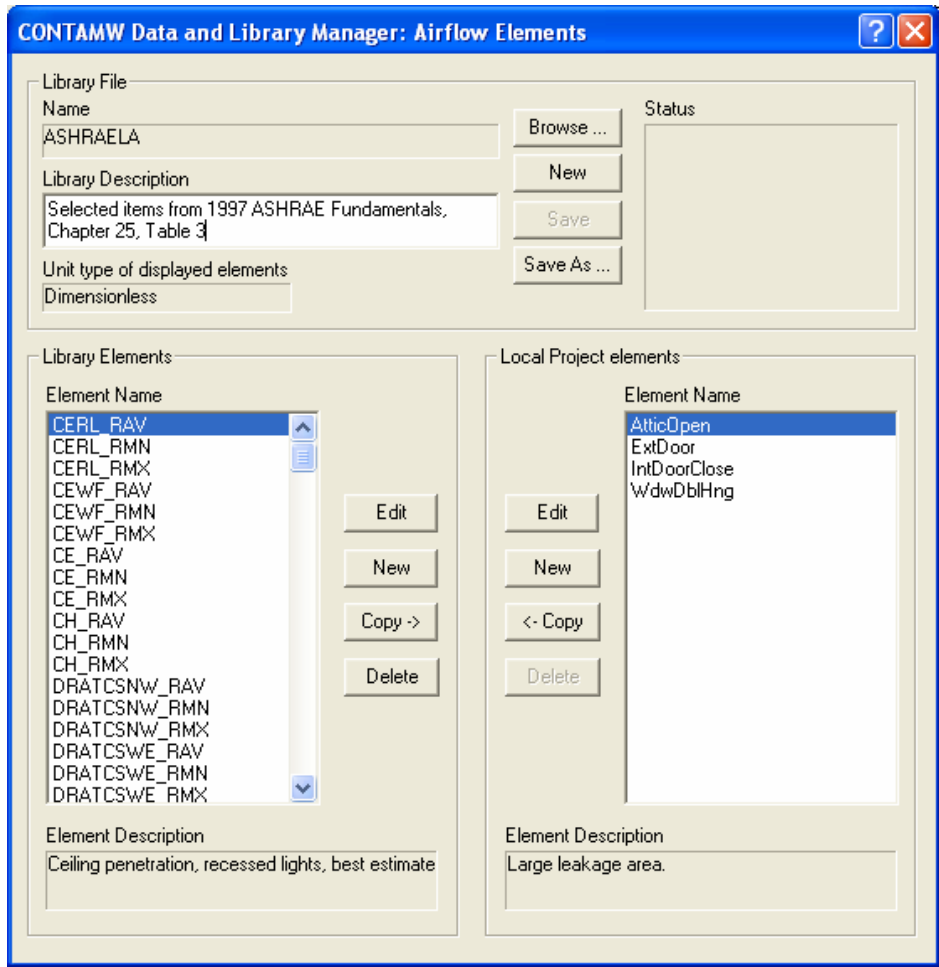 CONTAMW Data and Library Manager: Airflow Elements
Library File
Name
ASHRAELA
Browse ...
Status
Library Description
New
Selected items from 1997 ASHRAE Fundamentals,
Chapter 25, Table 3
Save
Unit type of displayed elements
Save As ...
Dimensionless
Library Elements
Element Name
CERL_RAV
CERL_RMN
CERL_RMX
CEWF_RAV
CEWF_RMN
CEWF_RMX
CE_RAV
CE_RMN
CE_RMX
CH_RAV
CH_RMN
CH_RMX
DRATCSNW_RAV
DRATCSNW_RMN
DRATCSNW_RMX
DRATCSWE_RAV
DRATCSWE_RMN
DRATCSWE_RMX
Edit
New
Copy ->
Delete
Element Description
Ceiling penetration, recessed lights, best estimate
Local Project elements
Element Name
AtticOpen
ExtDoor
IntDoorClose
WdwDblHng
Edit
New
<- Copy
Delete
Element Description
Large leakage area.